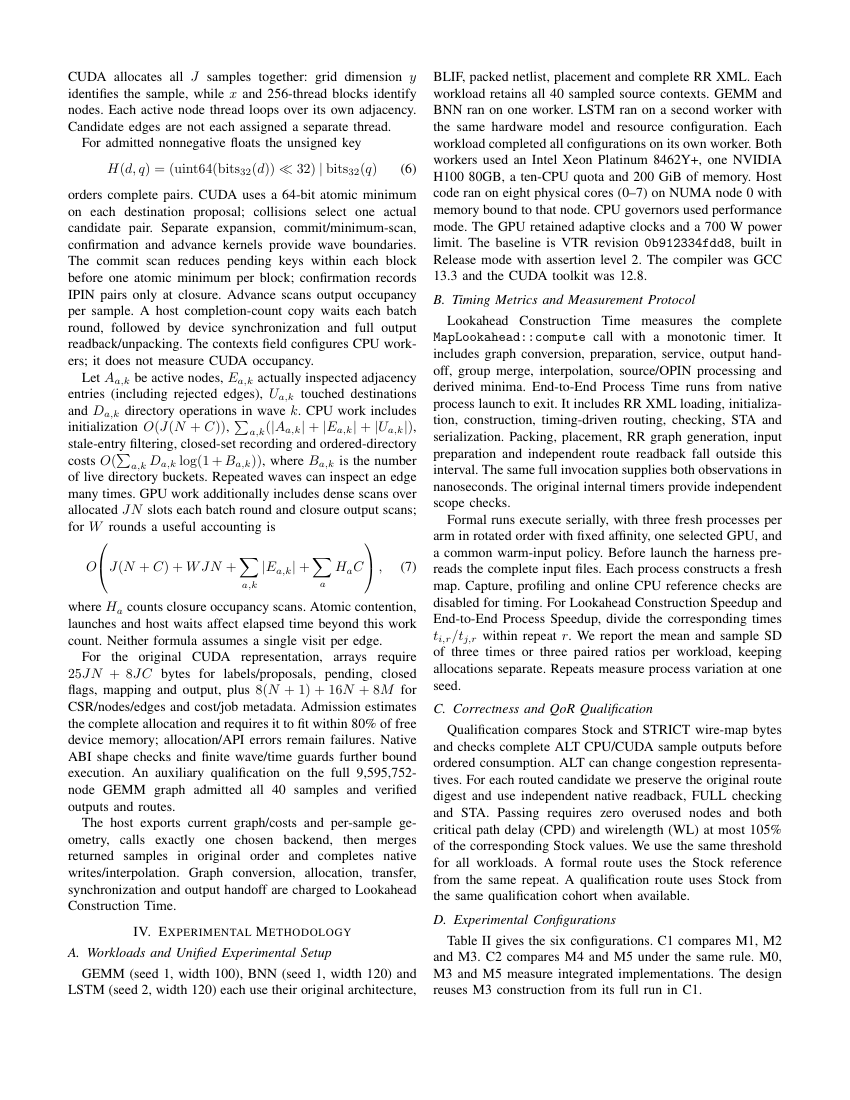 CUDA allocates all J samples together: grid dimension y
identifies the sample, while x and 256-thread blocks identify
nodes. Each active node thread loops over its own adjacency.
Candidate edges are not each assigned a separate thread.
For admitted nonnegative floats the unsigned key
H(d, q) = (uint64(bits₃₂(d)) ≪ 32) | bits₃₂(q) (6)
orders complete pairs. CUDA uses a 64-bit atomic minimum
on each destination proposal; collisions select one actual
candidate pair. Separate expansion, commit/minimum-scan,
confirmation and advance kernels provide wave boundaries.
The commit scan reduces pending keys within each block
before one atomic minimum per block; confirmation records
IPIN pairs only at closure. Advance scans output occupancy
per sample. A host completion-count copy waits each batch
round, followed by device synchronization and full output
readback/unpacking. The contexts field configures CPU work-
ers; it does not measure CUDA occupancy.
Let A_{a,k} be active nodes, E_{a,k} actually inspected adjacency
entries (including rejected edges), U_{a,k} touched destinations
and D_{a,k} directory operations in wave k. CPU work includes
initialization O(J(N + C)), ∑_{a,k}(|A_{a,k}| + |E_{a,k}| + |U_{a,k}|),
stale-entry filtering, closed-set recording and ordered-directory
costs O(∑_{a,k} D_{a,k} log(1 + B_{a,k})), where B_{a,k} is the number
of live directory buckets. Repeated waves can inspect an edge
many times. GPU work additionally includes dense scans over
allocated JN slots each batch round and closure output scans;
for W rounds a useful accounting is
O(J(N + C) + WJN + ∑_{a,k} |E_{a,k}| + ∑_a H_aC), (7)
where H_a counts closure occupancy scans. Atomic contention,
launches and host waits affect elapsed time beyond this work
count. Neither formula assumes a single visit per edge.
For the original CUDA representation, arrays require
25JN + 8JC bytes for labels/proposals, pending, closed
flags, mapping and output, plus 8(N + 1) + 16N + 8M for
CSR/nodes/edges and cost/job metadata. Admission estimates
the complete allocation and requires it to fit within 80% of free
device memory; allocation/API errors remain failures. Native
ABI shape checks and finite wave/time guards further bound
execution. An auxiliary qualification on the full 9,595,752-
node GEMM graph admitted all 40 samples and verified
outputs and routes.
The host exports current graph/costs and per-sample ge-
ometry, calls exactly one chosen backend, then merges
returned samples in original order and completes native
writes/interpolation. Graph conversion, allocation, transfer,
synchronization and output handoff are charged to Lookahead
Construction Time.
IV. EXPERIMENTAL METHODOLOGY
A. Workloads and Unified Experimental Setup
GEMM (seed 1, width 100), BNN (seed 1, width 120) and
LSTM (seed 2, width 120) each use their original architecture,
BLIF, packed netlist, placement and complete RR XML. Each
workload retains all 40 sampled source contexts. GEMM and
BNN ran on one worker. LSTM ran on a second worker with
the same hardware model and resource configuration. Each
workload completed all configurations on its own worker. Both
workers used an Intel Xeon Platinum 8462Y+, one NVIDIA
H100 80GB, a ten-CPU quota and 200 GiB of memory. Host
code ran on eight physical cores (0–7) on NUMA node 0 with
memory bound to that node. CPU governors used performance
mode. The GPU retained adaptive clocks and a 700 W power
limit. The baseline is VTR revision 0b912334fdd8, built in
Release mode with assertion level 2. The compiler was GCC
13.3 and the CUDA toolkit was 12.8.
B. Timing Metrics and Measurement Protocol
Lookahead Construction Time measures the complete
MapLookahead::compute call with a monotonic timer. It
includes graph conversion, preparation, service, output hand-
off, group merge, interpolation, source/OPIN processing and
derived minima. End-to-End Process Time runs from native
process launch to exit. It includes RR XML loading, initializa-
tion, construction, timing-driven routing, checking, STA and
serialization. Packing, placement, RR graph generation, input
preparation and independent route readback fall outside this
interval. The same full invocation supplies both observations in
nanoseconds. The original internal timers provide independent
scope checks.
Formal runs execute serially, with three fresh processes per
arm in rotated order with fixed affinity, one selected GPU, and
a common warm-input policy. Before launch the harness pre-
reads the complete input files. Each process constructs a fresh
map. Capture, profiling and online CPU reference checks are
disabled for timing. For Lookahead Construction Speedup and
End-to-End Process Speedup, divide the corresponding times
t_{i,r}/t_{j,r} within repeat r. We report the mean and sample SD
of three times or three paired ratios per workload, keeping
allocations separate. Repeats measure process variation at one
seed.
C. Correctness and QoR Qualification
Qualification compares Stock and STRICT wire-map bytes
and checks complete ALT CPU/CUDA sample outputs before
ordered consumption. ALT can change congestion representa-
tives. For each routed candidate we preserve the original route
digest and use independent native readback, FULL checking
and STA. Passing requires zero overused nodes and both
critical path delay (CPD) and wirelength (WL) at most 105%
of the corresponding Stock values. We use the same threshold
for all workloads. A formal route uses the Stock reference
from the same repeat. A qualification route uses Stock from
the same qualification cohort when available.
D. Experimental Configurations
Table II gives the six configurations. C1 compares M1, M2
and M3. C2 compares M4 and M5 under the same rule. M0,
M3 and M5 measure integrated implementations. The design
reuses M3 construction from its full run in C1.